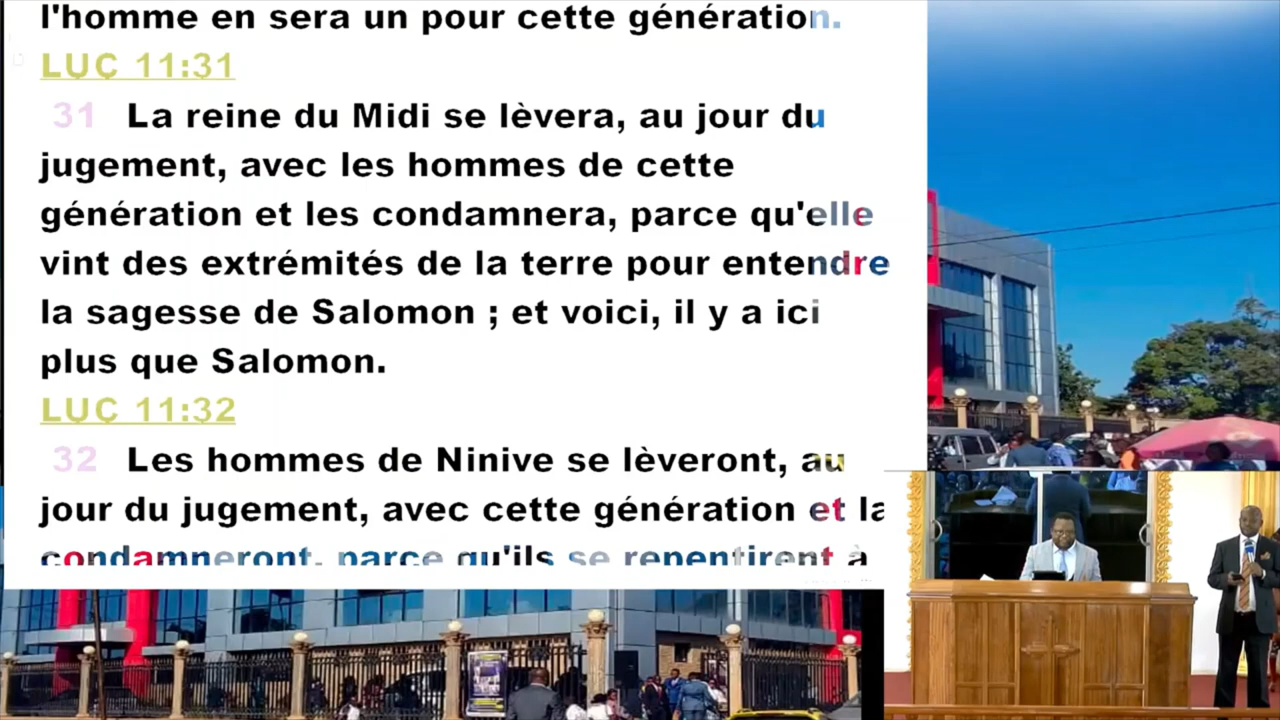 l'homme en sera un pour cette génération.
LUC 11:31
31 La reine du Midi se lèvera, au jour du
jugement, avec les hommes de cette
génération et les condamnera, parce qu'elle
vint des extrémités de la terre pour entendre
la sagesse de Salomon ; et voici, il y a ici
plus que Salomon.
LUC 11:32
32 Les hommes de Ninive se lèveront, au
jour du jugement, avec cette génération et la
condamneront, parce qu'ils se repentirent à